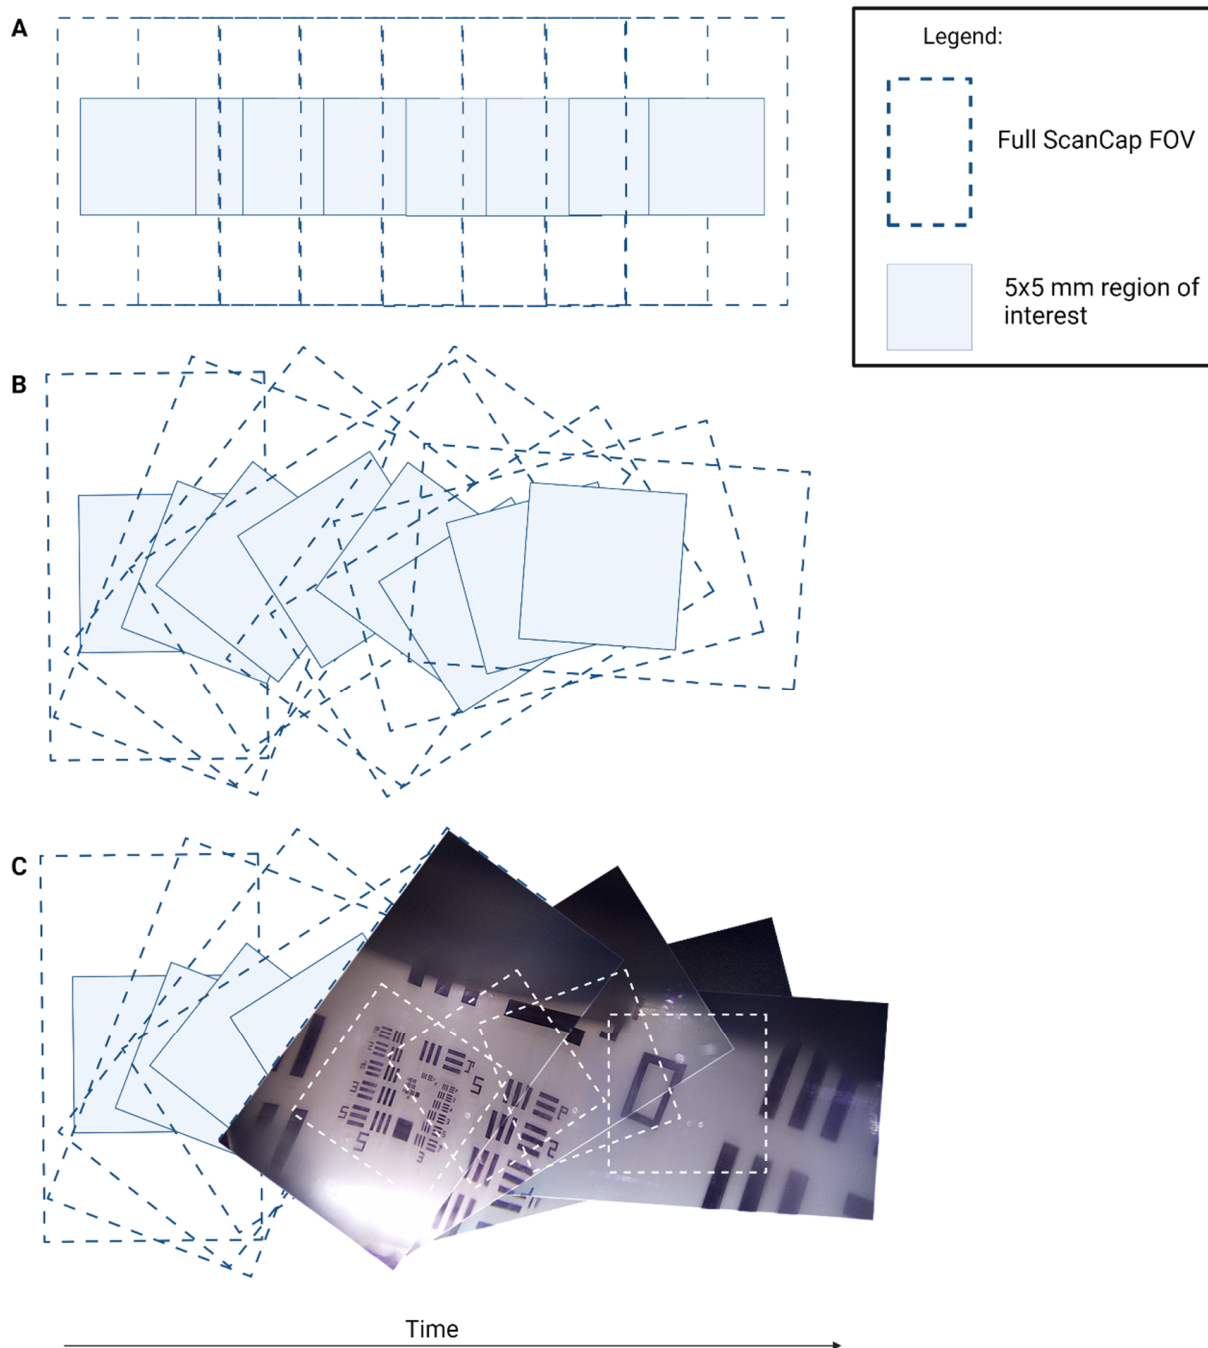 A
Legend:
Full ScanCap FOV
5x5 mm region of
interest
B
C
Time